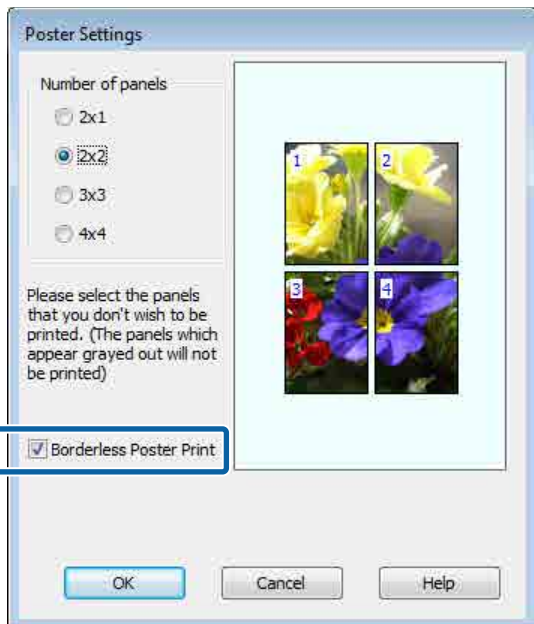 Poster Settings
Number of panels
2x1
2x2
3x3
4x4
Please select the panels
that you don't wish to be
printed. (The panels which
appear grayed out will not
be printed)
Borderless Poster Print
1
2
3
4
OK
Cancel
Help